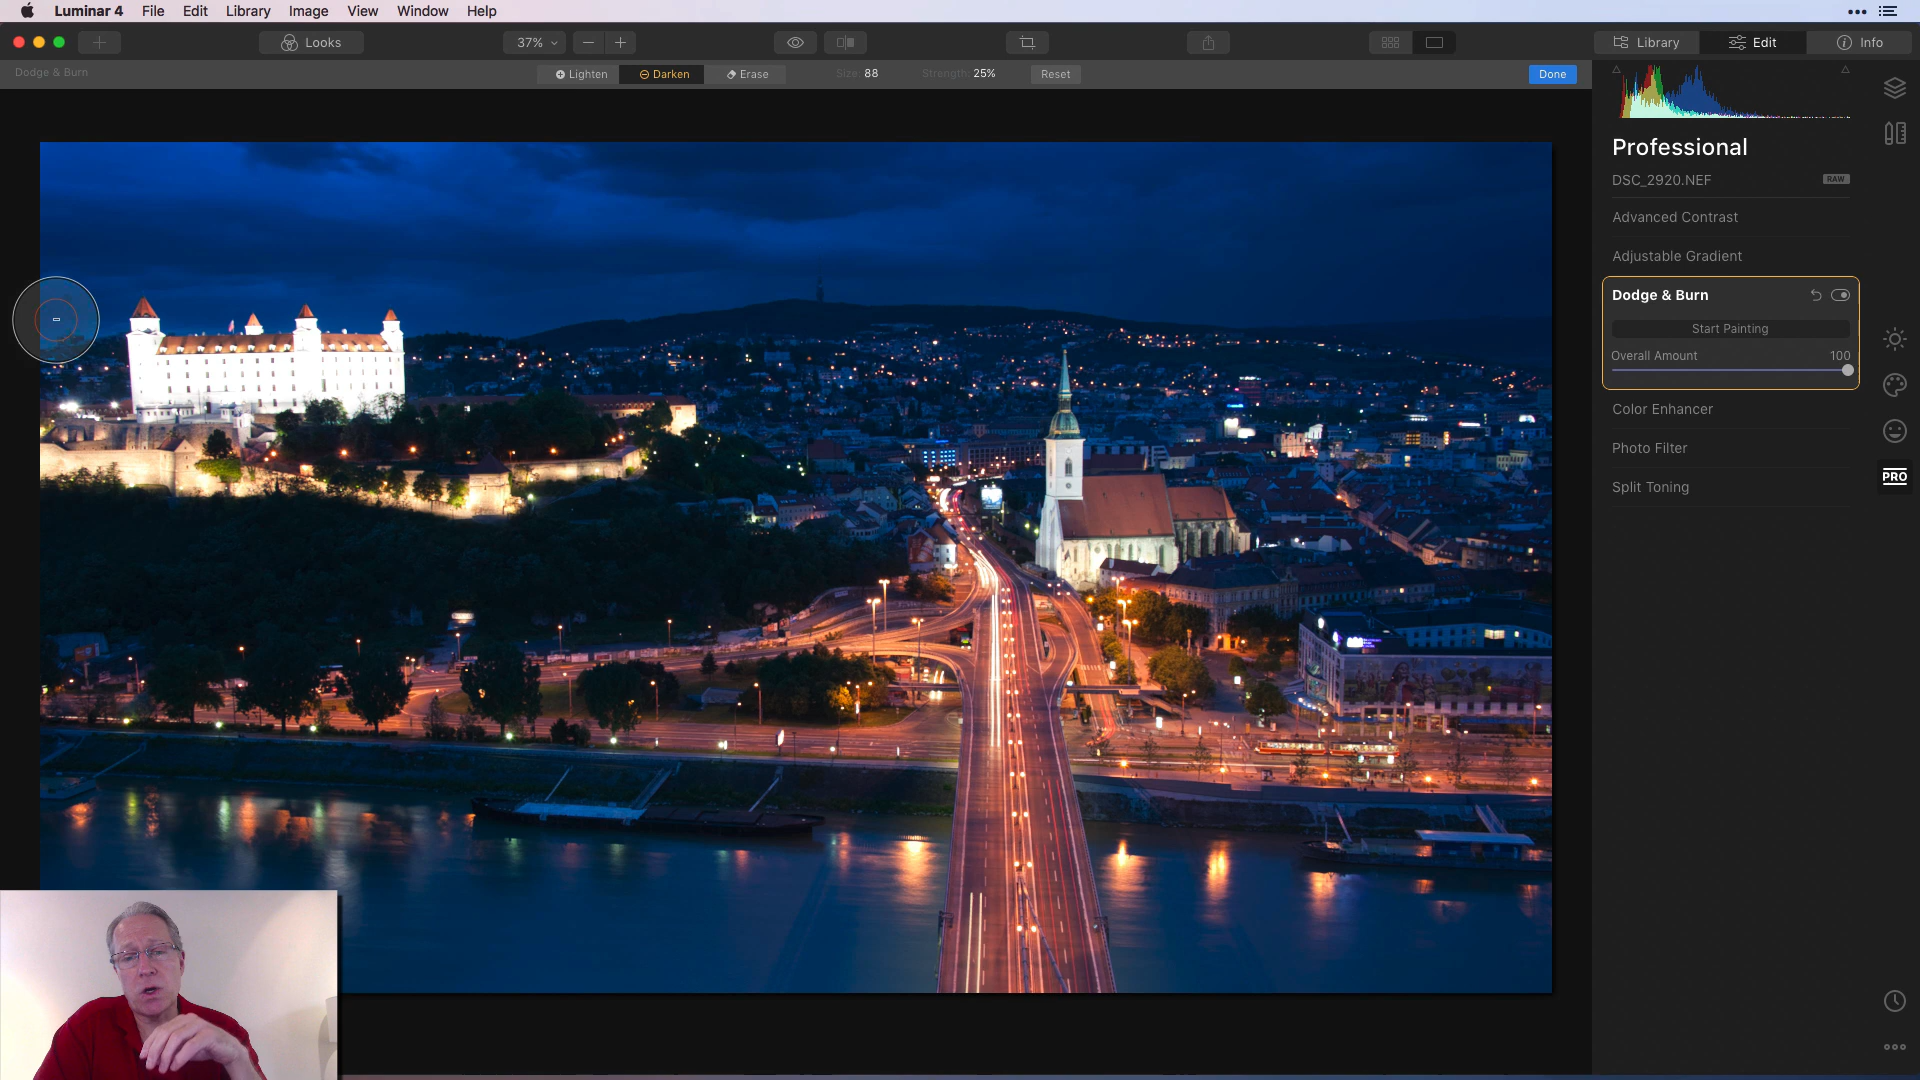 Luminar 4 File Edit Library Image View Window Help
Looks 37% Library Edit Info
Dodge & Burn Lighten Darken Erase Size: 88 Strength: 25% Reset Done
Professional
DSC_2920.NEF RAW
Advanced Contrast
Adjustable Gradient
Dodge & Burn
Start Painting
Overall Amount 100
Color Enhancer
Photo Filter
PRO
Split Toning